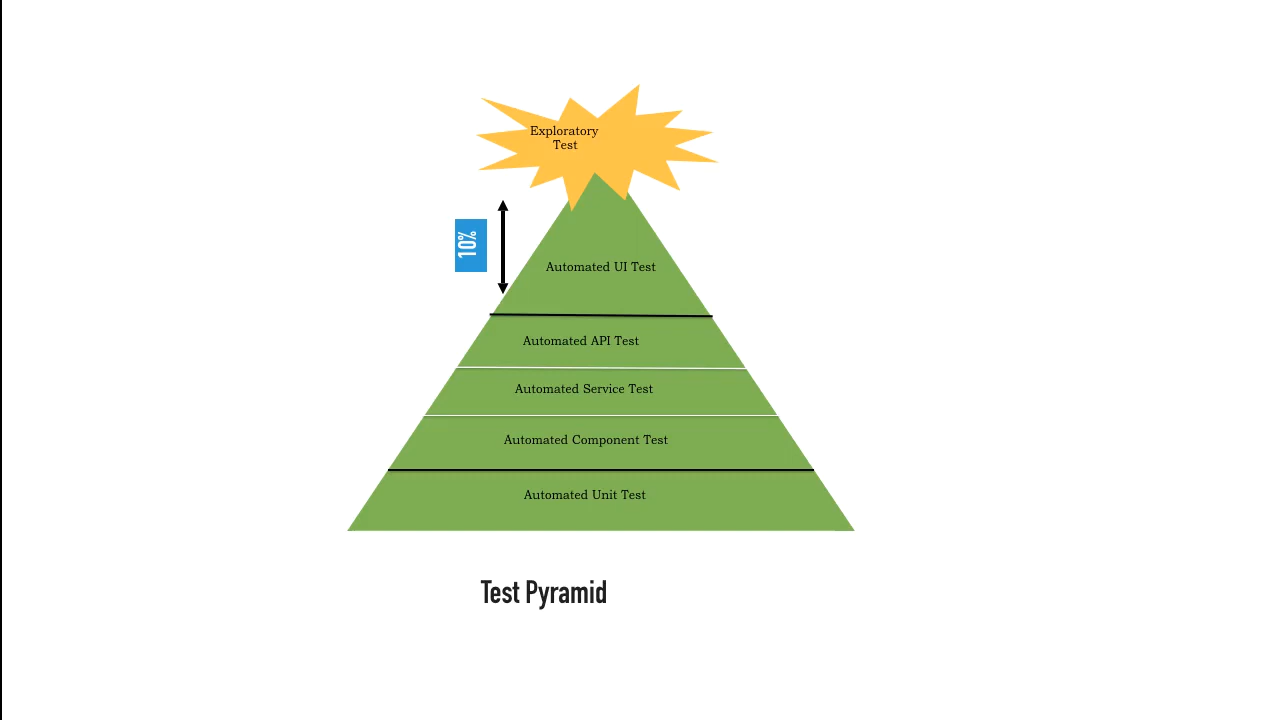 Exploratory
Test
10%
Automated UI Test
Automated API Test
Automated Service Test
Automated Component Test
Automated Unit Test
Test Pyramid